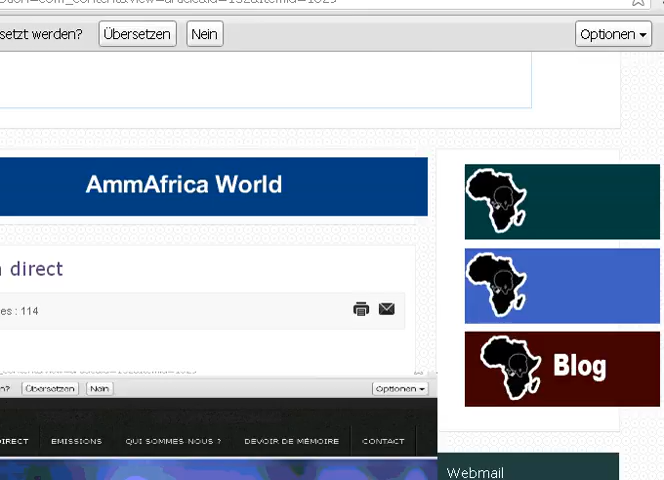 setzt werden? Übersetzen Nein Optionen
AmmAfrica World
direct
es : 114
Blog
Übersetzen Nein Optionen
DIRECT EMISSIONS QUI SOMMES NOUS ? DEVOIR DE MÉMOIRE CONTACT
Webmail